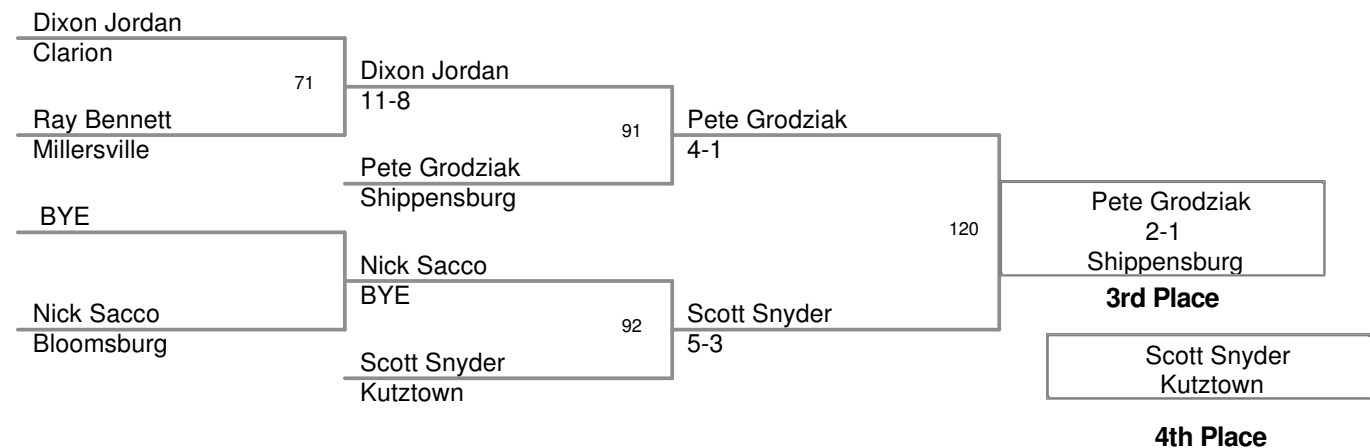 Dixon Jordan
Clarion
71
Ray Bennett
Millersville
BYE
Nick Sacco
Bloomsburg
Dixon Jordan
11-8
91
Pete Grodziak
Shippensburg
Nick Sacco
BYE
92
Scott Snyder
Kutztown
Pete Grodziak
4-1
120
Scott Snyder
5-3
Pete Grodziak
2-1
Shippensburg
3rd Place
Scott Snyder
Kutztown
4th Place